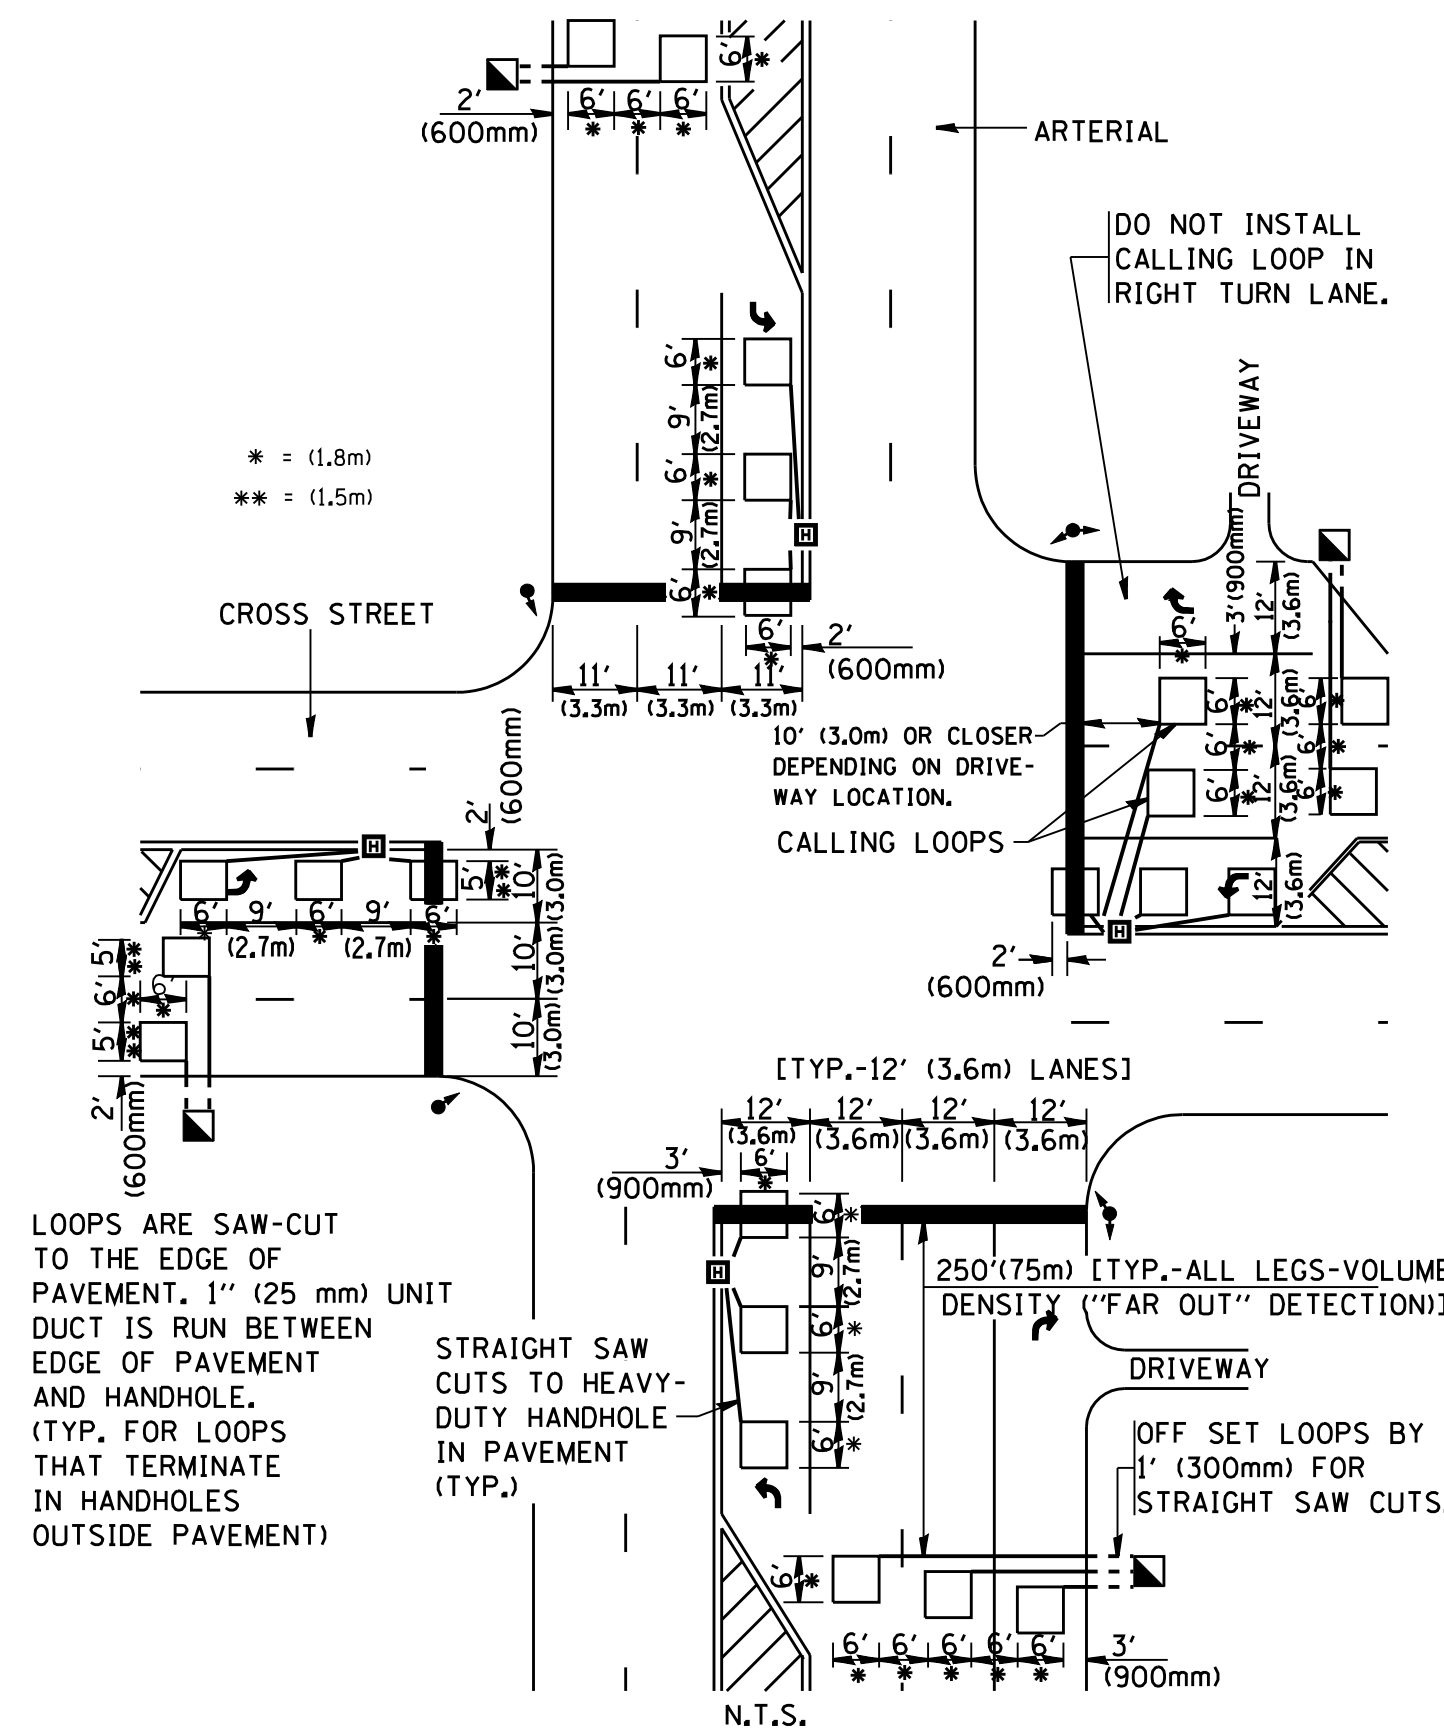 6'
*
2'
(600mm)
6' 6' 6'
* * *
ARTERIAL
DO NOT INSTALL
CALLING LOOP IN
RIGHT TURN LANE.
DRIVEWAY
* = (1.8m)
** = (1.5m)
6' *
9' (2.7m)
6' *
9' (2.7m)
6' *
H
CROSS STREET
6'
*
2'
(600mm)
11' 11' 11'
(3.3m) (3.3m) (3.3m)
3'(900mm)
12'
(3.6m)
6'
*
6' *
12' (3.6m)
6' *
6' *
6' *
6' *
12' (3.6m)
6' *
12'
(3.6m)
10' (3.0m) OR CLOSER
DEPENDING ON DRIVE-
WAY LOCATION.
CALLING LOOPS
H
2'
(600mm)
2'
(600mm)
H
5' **
10'
(3.0m)
6' 9' 6' 9' 6'
* (2.7m) * (2.7m) *
10'
(3.0m)
10'
(3.0m)
5' **
6' *
6'
*
5' **
2'
(600mm)
[TYP.-12' (3.6m) LANES]
12' 12' 12' 12'
(3.6m) (3.6m) (3.6m) (3.6m)
3'
(900mm)
6'
*
6' *
9' (2.7m)
6' *
9' (2.7m)
6' *
H
LOOPS ARE SAW-CUT
TO THE EDGE OF
PAVEMENT. 1'' (25 mm) UNIT
DUCT IS RUN BETWEEN
EDGE OF PAVEMENT
AND HANDHOLE.
(TYP. FOR LOOPS
THAT TERMINATE
IN HANDHOLES
OUTSIDE PAVEMENT)
STRAIGHT SAW
CUTS TO HEAVY-
DUTY HANDHOLE
IN PAVEMENT
(TYP.)
250'(75m) [TYP.-ALL LEGS-VOLUME
DENSITY (''FAR OUT'' DETECTION)]
DRIVEWAY
OFF SET LOOPS BY
1' (300mm) FOR
STRAIGHT SAW CUTS.
6' *
6' 6' 6' 6' 6'
* * * * *
3'
(900mm)
N.T.S.